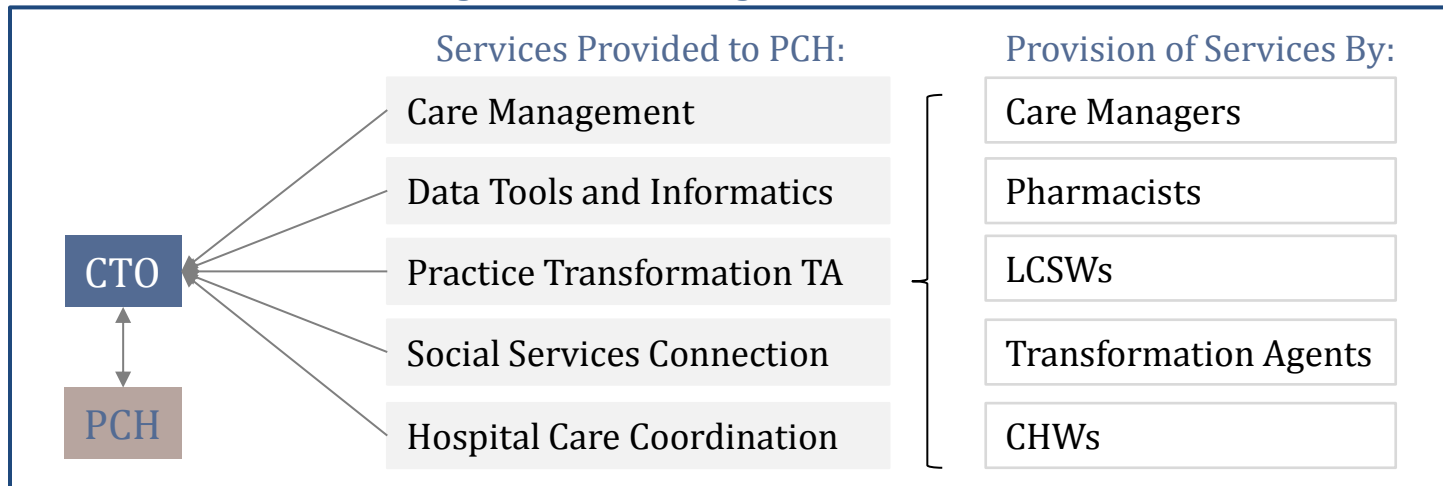 Services Provided to PCH:
Provision of Services By:
Care Management
Care Managers
Data Tools and Informatics
Pharmacists
CTO
Practice Transformation TA
LCSWs
Social Services Connection
Transformation Agents
PCH
Hospital Care Coordination
CHWs